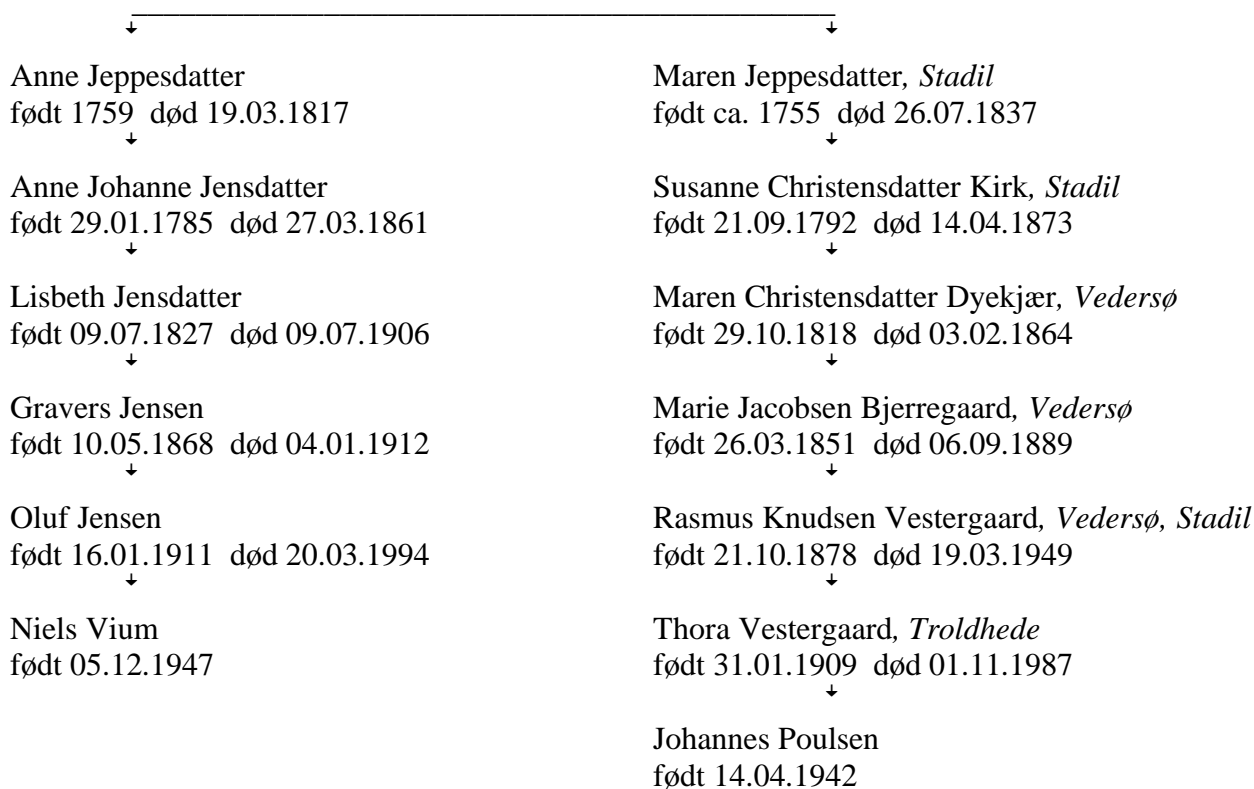 Anne Jeppesdatter
født 1759 død 19.03.1817
Anne Johanne Jensdatter
født 29.01.1785 død 27.03.1861
Lisbeth Jensdatter
født 09.07.1827 død 09.07.1906
Gravers Jensen
født 10.05.1868 død 04.01.1912
Oluf Jensen
født 16.01.1911 død 20.03.1994
Niels Vium
født 05.12.1947
Maren Jeppesdatter, Stadil
født ca. 1755 død 26.07.1837
Susanne Christensdatter Kirk, Stadil
født 21.09.1792 død 14.04.1873
Maren Christensdatter Dyekjær, Vedersø
født 29.10.1818 død 03.02.1864
Marie Jacobsen Bjerregaard, Vedersø
født 26.03.1851 død 06.09.1889
Rasmus Knudsen Vestergaard, Vedersø, Stadil
født 21.10.1878 død 19.03.1949
Thora Vestergaard, Troldhede
født 31.01.1909 død 01.11.1987
Johannes Poulsen
født 14.04.1942